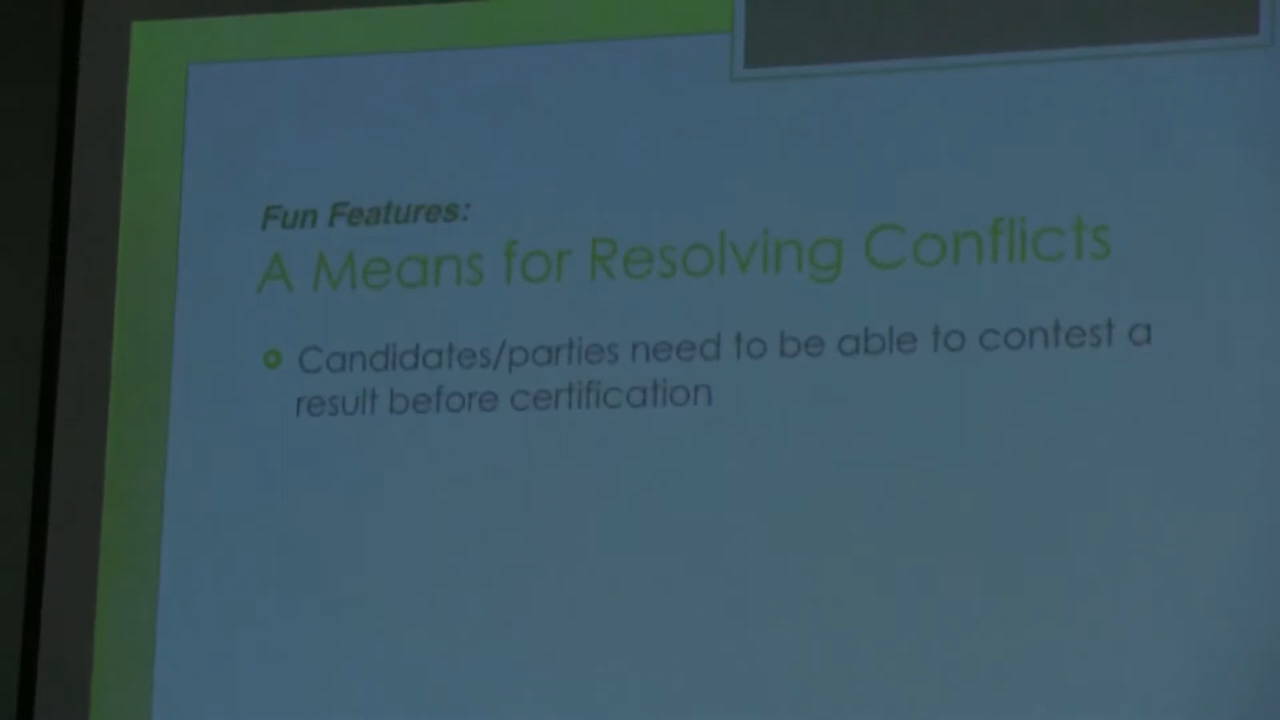 Fun Features:
A Means for Resolving Conflicts
Candidates/parties need to be able to contest a
result before certification